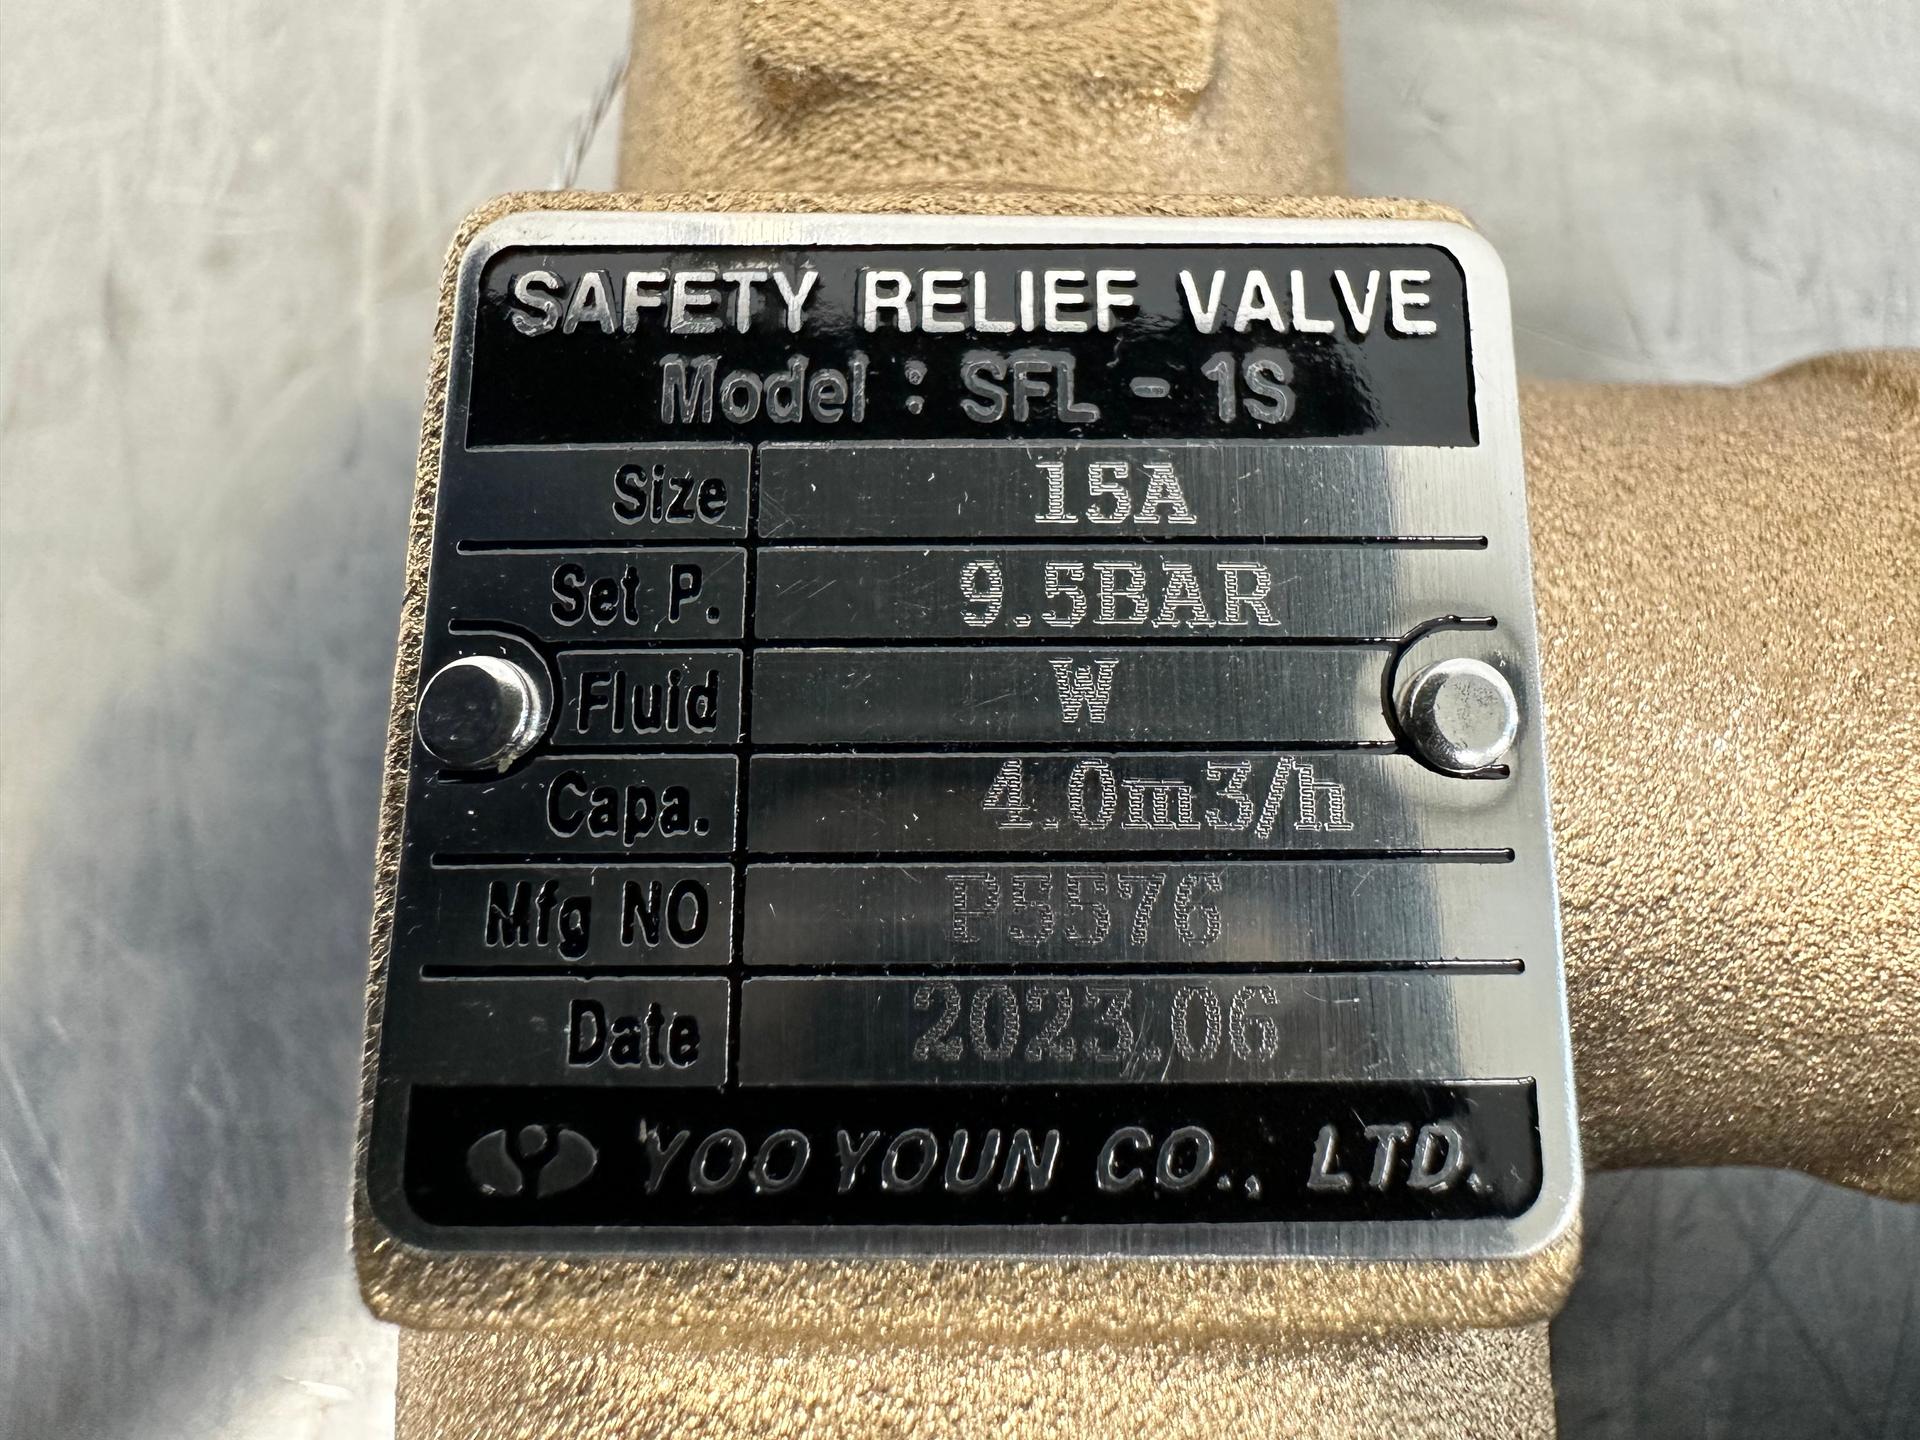 SAFETY RELIEF VALVE
Model : SFL - 1S
Size 15A
Set P. 9.5BAR
Fluid W
Capa. 4.0m3/h
Mfg NO P5576
Date 2023.06
YOO YOUN CO., LTD.